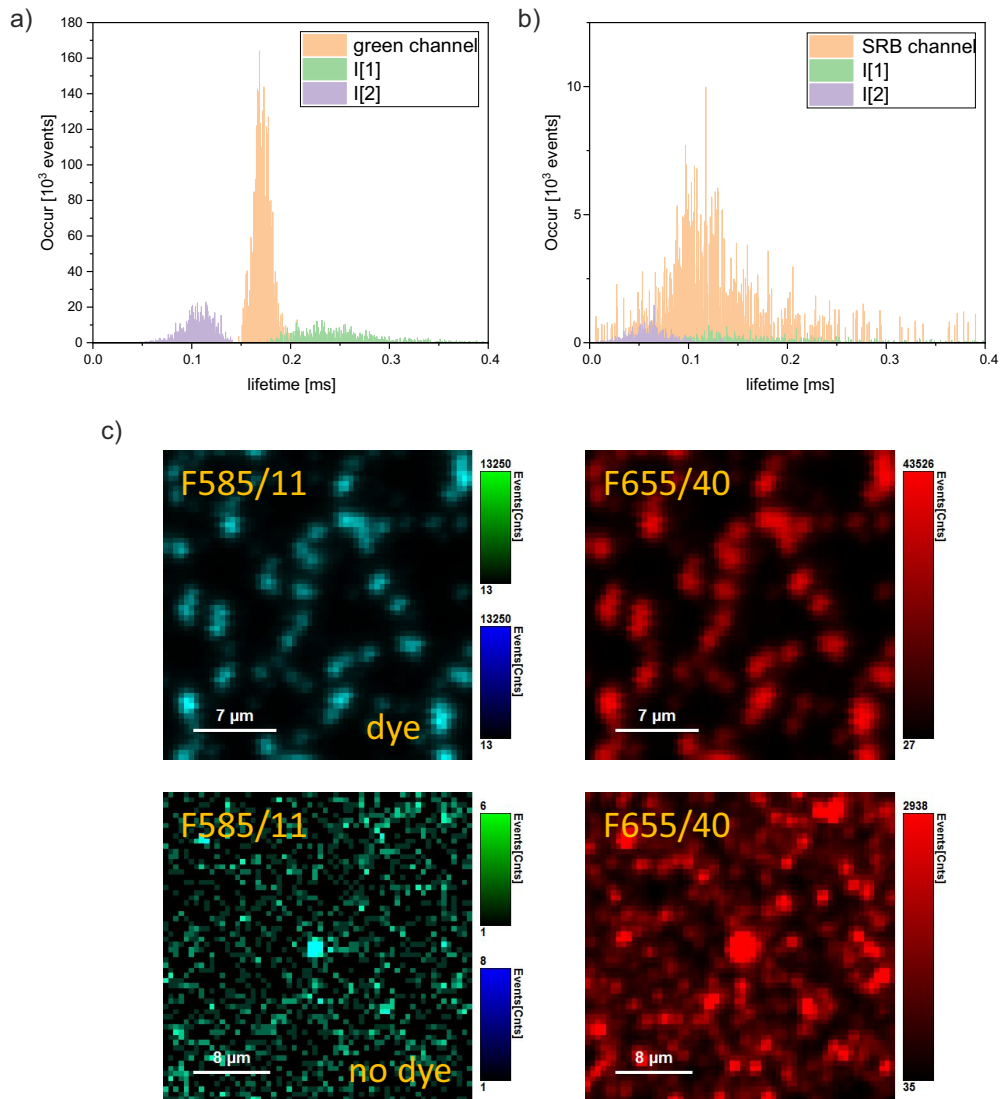 a)
180
160
140
120
100
80
60
40
20
0
Occur [10³ events]
0.0 0.1 0.2 0.3 0.4
lifetime [ms]
green channel
I[1]
I[2]
b)
10
5
0
Occur [10³ events]
0.0 0.1 0.2 0.3 0.4
lifetime [ms]
SRB channel
I[1]
I[2]
c)
F585/11
7 µm
dye
13250
Events[Cnts]
13
13250
Events[Cnts]
13
F655/40
7 µm
43526
Events[Cnts]
27
F585/11
8 µm
no dye
6
Events[Cnts]
1
8
Events[Cnts]
1
F655/40
8 µm
2938
Events[Cnts]
35